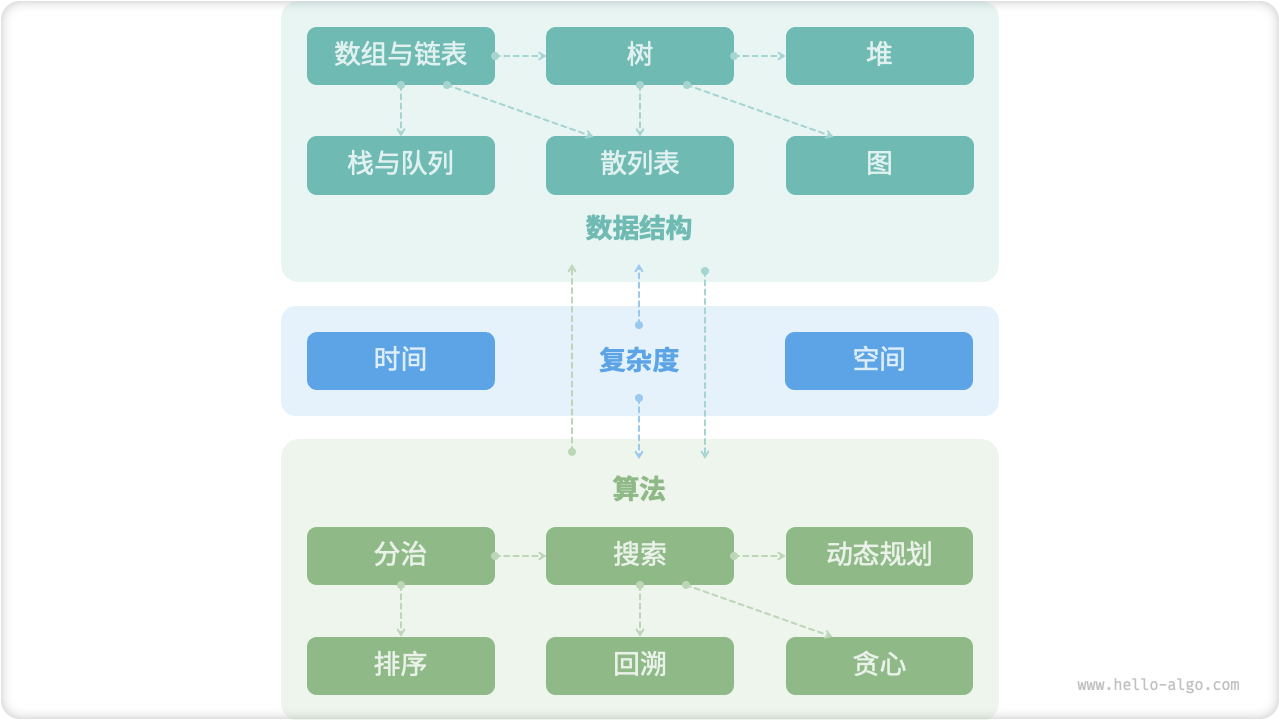 数组与链表
树
堆
栈与队列
散列表
图
数据结构
时间
复杂度
空间
算法
分治
搜索
动态规划
排序
回溯
贪心
www.hello-algo.com